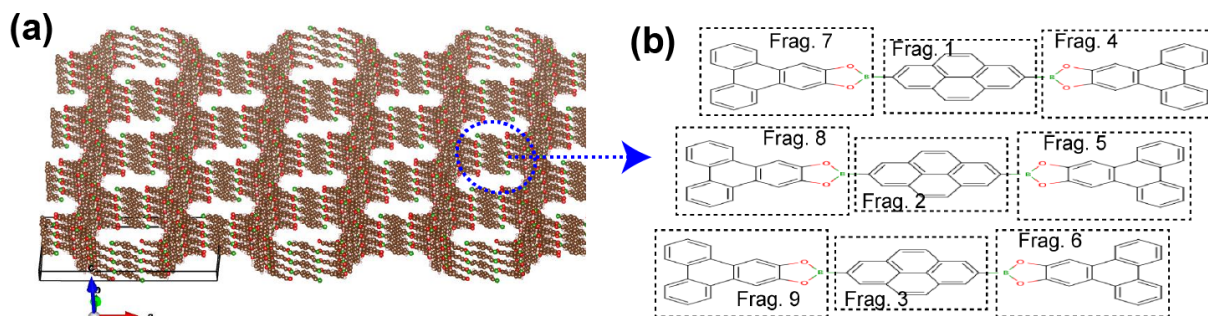 (a)
(b)
Frag. 7
Frag. 1
Frag. 4
O
B
B
O
O
O
Frag. 8
Frag. 5
O
B
B
O
O
O
Frag. 2
Frag. 6
O
B
B
O
O
O
Frag. 9
Frag. 3